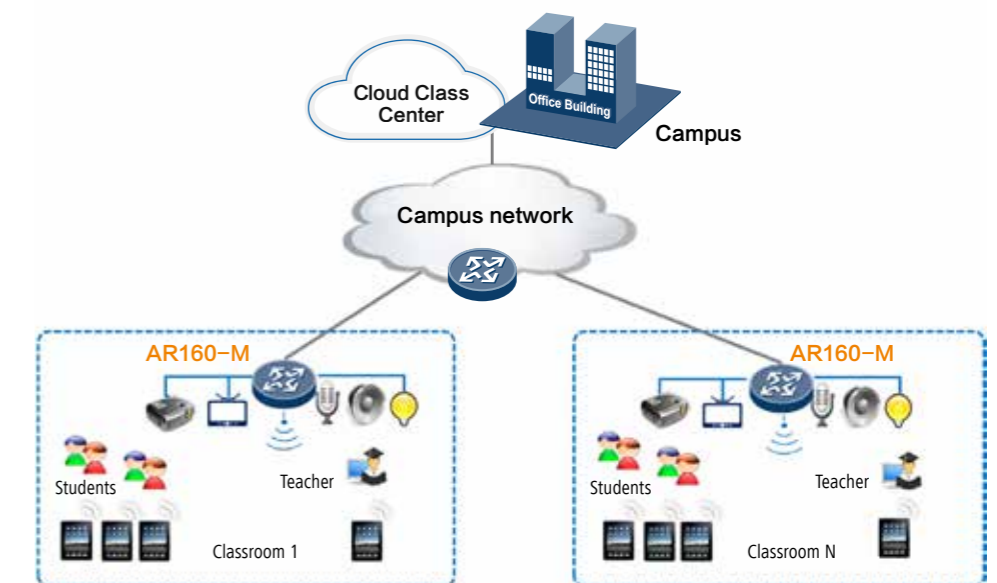 Cloud Class
Center
Office Building
Campus
Campus network
AR160-M
Students
Teacher
Classroom 1
AR160-M
Students
Teacher
Classroom N